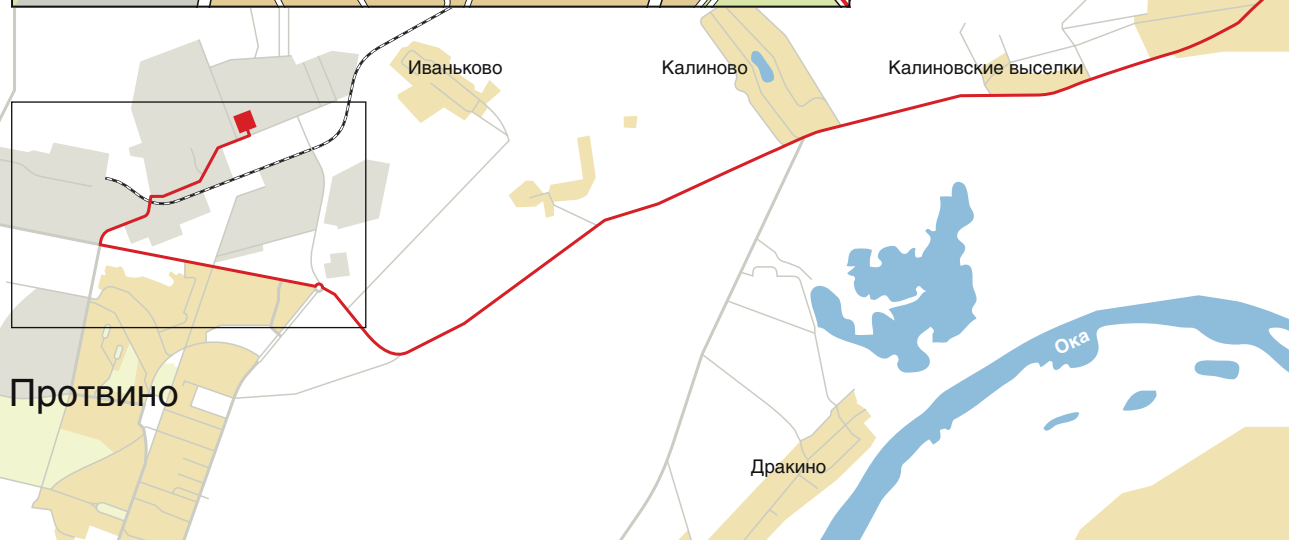 Иваньково
Калиново
Калиновские выселки
Ока
Протвино
Дракино